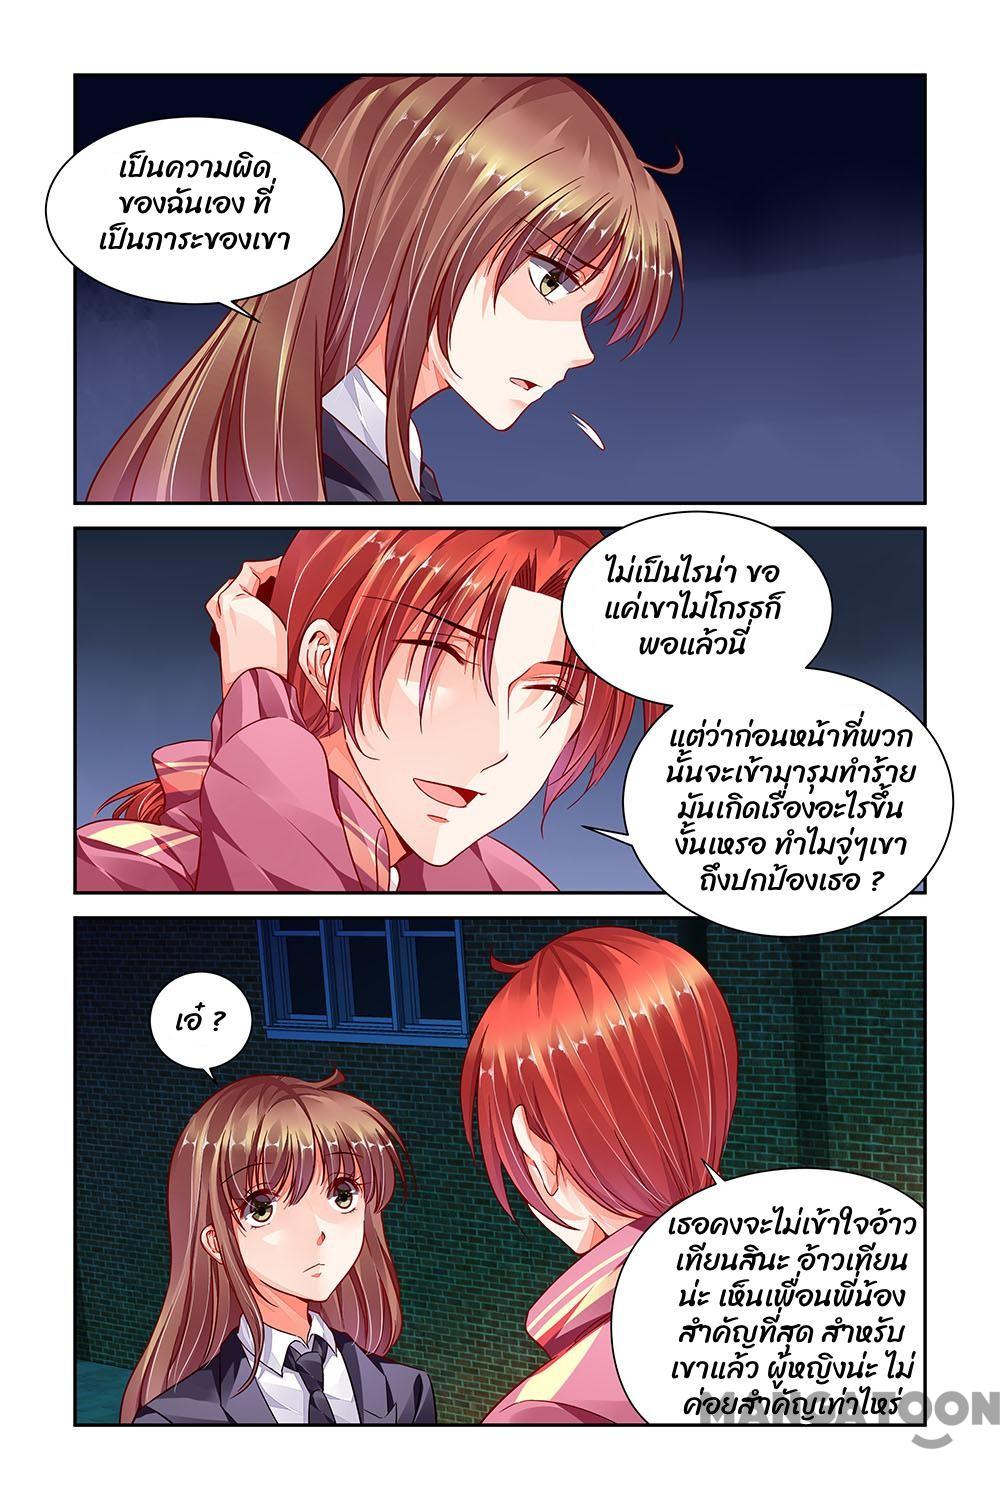 เป็นความผิด
ของฉันเอง ที่
เป็นภาระของเขา
ไม่เป็นไรน่า ขอ
แค่เขาไม่โกรธก็
พอแล้วนี่
แต่ว่าก่อนหน้าที่พวก
นั้นจะเข้ามารุมทำร้าย
มันเกิดเรื่องอะไรขึ้น
งั้นเหรอ ทำไมจู่ๆเขา
ถึงปกป้องเธอ ?
เอ๋ ?
เธอคงจะไม่เข้าใจอ้าว
เทียนสินะ อ้าวเทียน
น่ะ เห็นเพื่อนพี่น้อง
สำคัญที่สุด สำหรับ
เขาแล้ว ผู้หญิงน่ะ ไม่
ค่อยสำคัญเท่าไหร่
MANGATOON